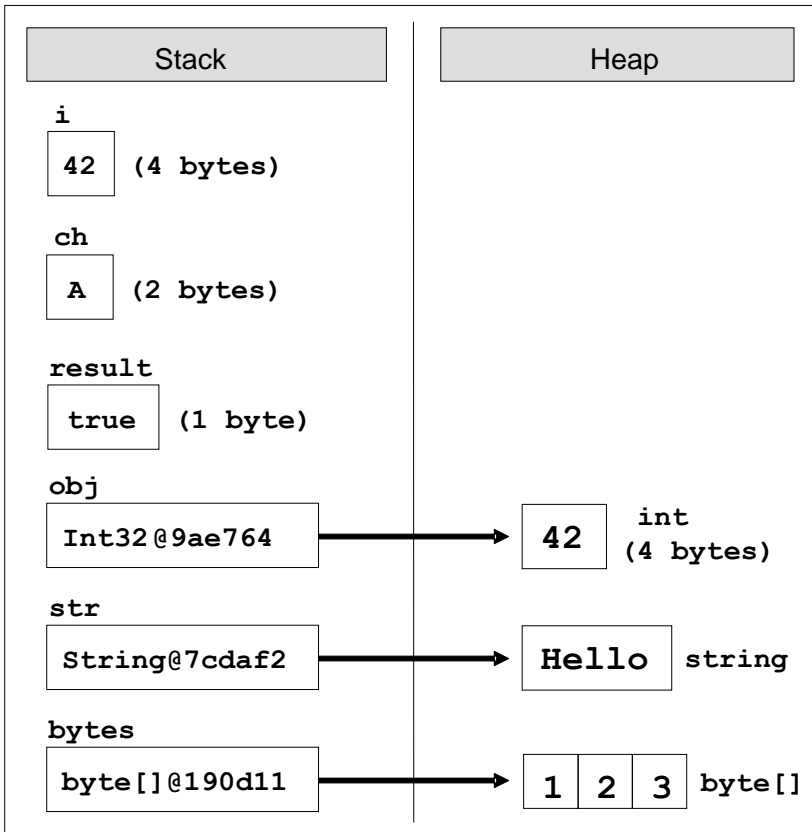 Stack
Heap
i
42 (4 bytes)
ch
A (2 bytes)
result
true (1 byte)
obj
Int32@9ae764
42
int
(4 bytes)
str
String@7cdaf2
Hello string
bytes
byte[]@190d11
1 2 3 byte[]